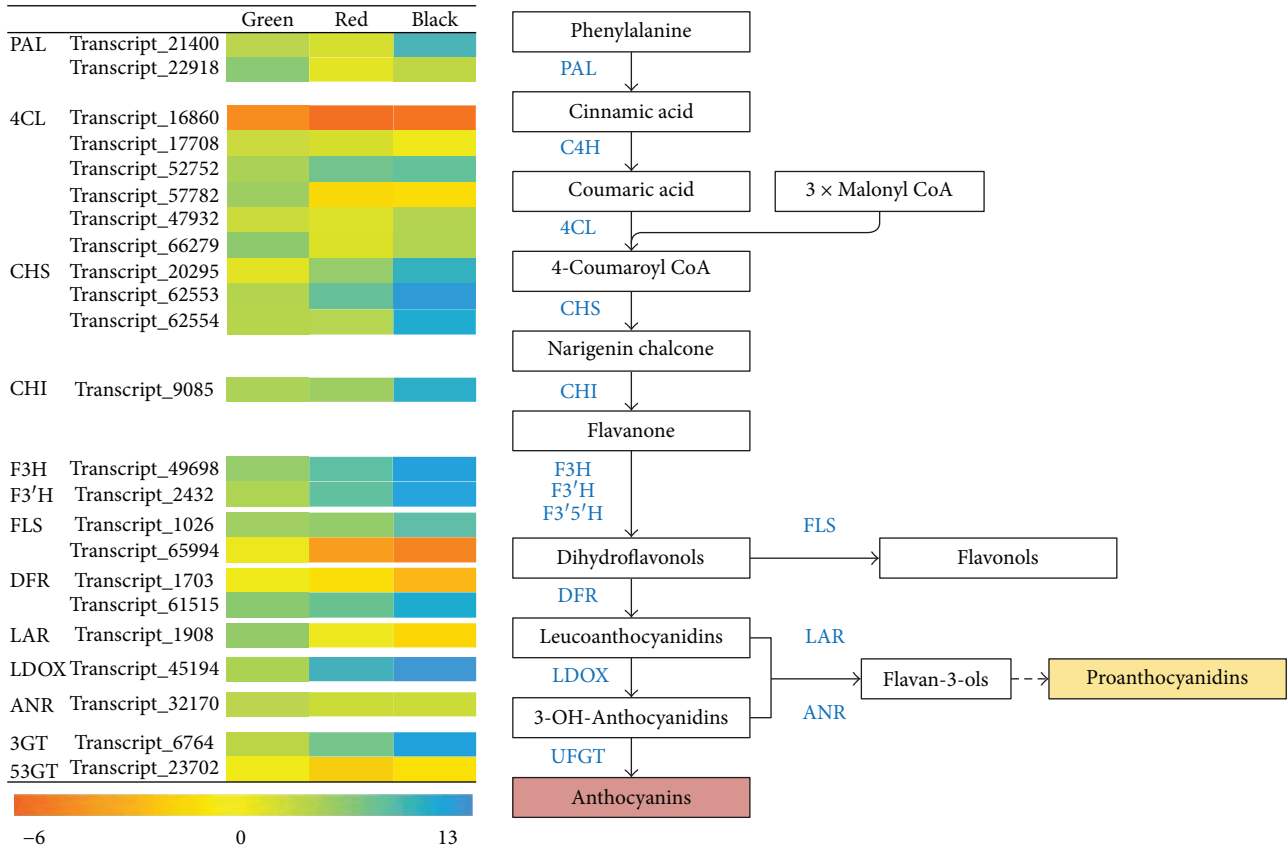 Green Red Black
PAL Transcript_21400
Transcript_22918
4CL Transcript_16860
Transcript_17708
Transcript_52752
Transcript_57782
Transcript_47932
Transcript_66279
CHS Transcript_20295
Transcript_62553
Transcript_62554
CHI Transcript_9085
F3H Transcript_49698
F3′H Transcript_2432
FLS Transcript_1026
Transcript_65994
DFR Transcript_1703
Transcript_61515
LAR Transcript_1908
LDOX Transcript_45194
ANR Transcript_32170
3GT Transcript_6764
53GT Transcript_23702
−6 0 13
Phenylalanine
PAL
Cinnamic acid
C4H
Coumaric acid
3 × Malonyl CoA
4CL
4-Coumaroyl CoA
CHS
Narigenin chalcone
CHI
Flavanone
F3H
F3′H
F3′5′H
FLS
Dihydroflavonols
Flavonols
DFR
Leucoanthocyanidins
LAR
LDOX
Flavan-3-ols
Proanthocyanidins
ANR
3-OH-Anthocyanidins
UFGT
Anthocyanins